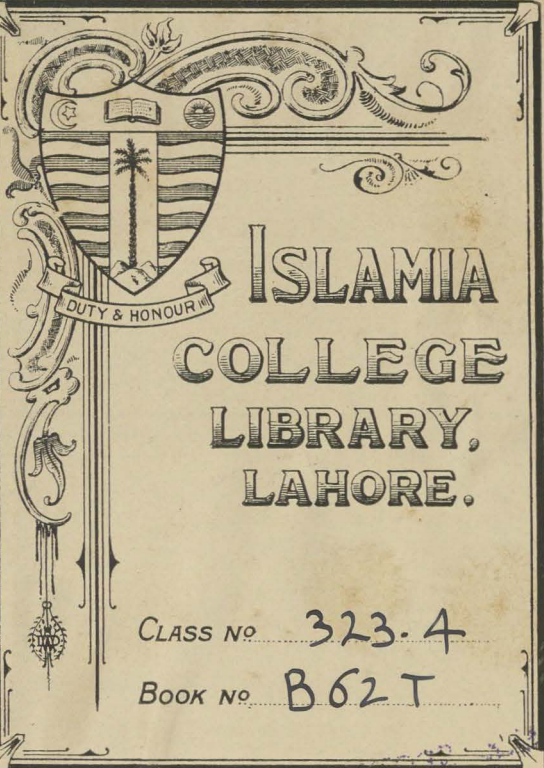 DUTY & HONOUR
ISLAMIA
COLLEGE
LIBRARY,
LAHORE.
CLASS Nº 323.4
BOOK Nº B62T